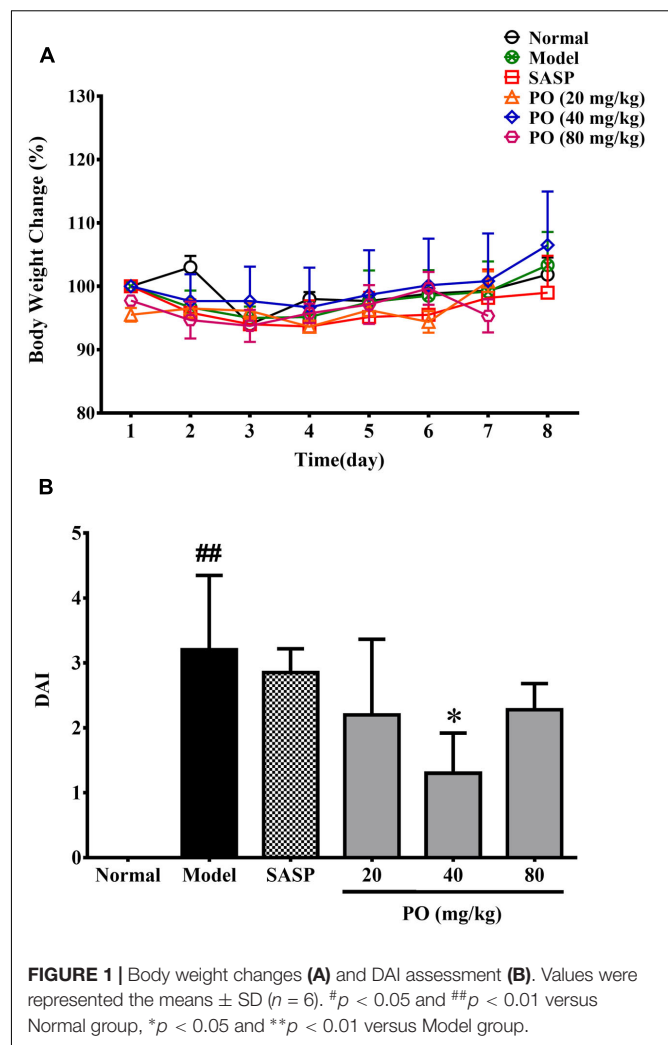 A
Normal
Model
SASP
PO (20 mg/kg)
PO (40 mg/kg)
PO (80 mg/kg)
Body Weight Change (%)
130
120
110
100
90
80
1 2 3 4 5 6 7 8
Time(day)
B
DAI
5
4
3
2
1
0
##
*
Normal Model SASP 20 40 80
PO (mg/kg)
FIGURE 1 | Body weight changes (A) and DAI assessment (B). Values were
represented the means ± SD (n = 6). #p < 0.05 and ##p < 0.01 versus
Normal group, *p < 0.05 and **p < 0.01 versus Model group.